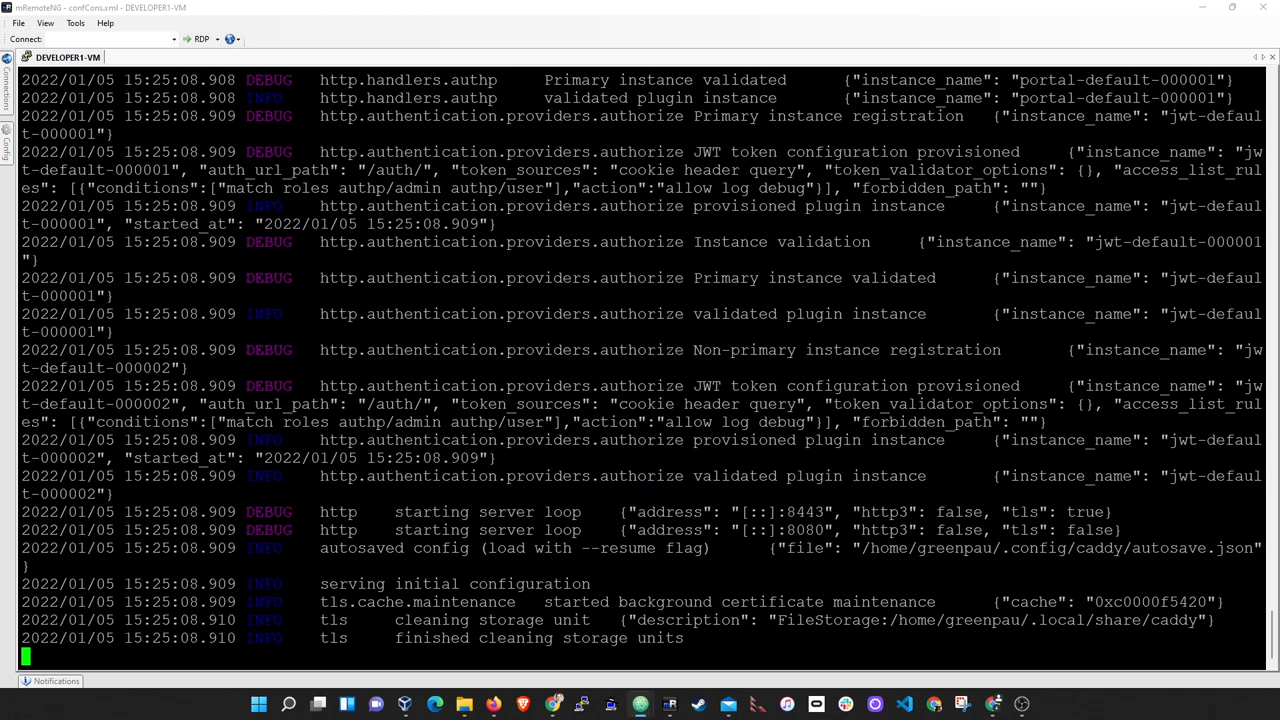 mRemoteNG - confCons.xml - DEVELOPER1-VM
File View Tools Help
Connect: RDP
DEVELOPER1-VM
Connections
Config
2022/01/05 15:25:08.908 DEBUG http.handlers.authp Primary instance validated {"instance_name": "portal-default-000001"}
2022/01/05 15:25:08.908 INFO http.handlers.authp validated plugin instance {"instance_name": "portal-default-000001"}
2022/01/05 15:25:08.909 DEBUG http.authentication.providers.authorize Primary instance registration {"instance_name": "jwt-defaul
t-000001"}
2022/01/05 15:25:08.909 DEBUG http.authentication.providers.authorize JWT token configuration provisioned {"instance_name": "jw
t-default-000001", "auth_url_path": "/auth/", "token_sources": "cookie header query", "token_validator_options": {}, "access_list_rul
es": [{"conditions":["match roles authp/admin authp/user"],"action":"allow log debug"}], "forbidden_path": ""}
2022/01/05 15:25:08.909 INFO http.authentication.providers.authorize provisioned plugin instance {"instance_name": "jwt-defaul
t-000001", "started_at": "2022/01/05 15:25:08.909"}
2022/01/05 15:25:08.909 DEBUG http.authentication.providers.authorize Instance validation {"instance_name": "jwt-default-000001
"}
2022/01/05 15:25:08.909 DEBUG http.authentication.providers.authorize Primary instance validated {"instance_name": "jwt-defaul
t-000001"}
2022/01/05 15:25:08.909 INFO http.authentication.providers.authorize validated plugin instance {"instance_name": "jwt-defaul
t-000001"}
2022/01/05 15:25:08.909 DEBUG http.authentication.providers.authorize Non-primary instance registration {"instance_name": "jw
t-default-000002"}
2022/01/05 15:25:08.909 DEBUG http.authentication.providers.authorize JWT token configuration provisioned {"instance_name": "jw
t-default-000002", "auth_url_path": "/auth/", "token_sources": "cookie header query", "token_validator_options": {}, "access_list_rul
es": [{"conditions":["match roles authp/admin authp/user"],"action":"allow log debug"}], "forbidden_path": ""}
2022/01/05 15:25:08.909 INFO http.authentication.providers.authorize provisioned plugin instance {"instance_name": "jwt-defaul
t-000002", "started_at": "2022/01/05 15:25:08.909"}
2022/01/05 15:25:08.909 INFO http.authentication.providers.authorize validated plugin instance {"instance_name": "jwt-defaul
t-000002"}
2022/01/05 15:25:08.909 DEBUG http starting server loop {"address": "[::]:8443", "http3": false, "tls": true}
2022/01/05 15:25:08.909 DEBUG http starting server loop {"address": "[::]:8080", "http3": false, "tls": false}
2022/01/05 15:25:08.909 INFO autosaved config (load with --resume flag) {"file": "/home/greenpau/.config/caddy/autosave.json"
}
2022/01/05 15:25:08.909 INFO serving initial configuration
2022/01/05 15:25:08.909 INFO tls.cache.maintenance started background certificate maintenance {"cache": "0xc0000f5420"}
2022/01/05 15:25:08.910 INFO tls cleaning storage unit {"description": "FileStorage:/home/greenpau/.local/share/caddy"}
2022/01/05 15:25:08.910 INFO tls finished cleaning storage units
Notifications